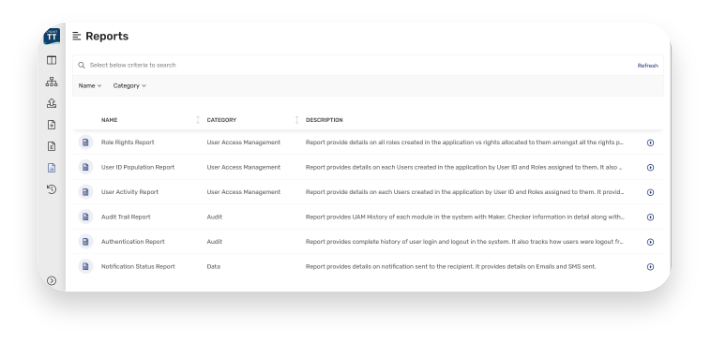 TT
Reports
Select below criteria to search
Refresh
Name
Category
NAME CATEGORY DESCRIPTION
Role Rights Report User Access Management Report provide details on all roles created in the application vs rights allocated to them amongst all the rights p...
User ID Population Report User Access Management Report provides details on each Users created in the application by User ID and Roles assigned to them. It also ...
User Activity Report User Access Management Report provide details on each Users created in the application by User ID and Roles assigned to them. It provid...
Audit Trail Report Audit Report provides UAM History of each module in the system with Maker, Checker information in detail along with...
Authentication Report Audit Report provides complete history of user login and logout in the system. It also tracks how users were logout fr...
Notification Status Report Data Report provides details on notification sent to the recipient. It provides details on Emails and SMS sent.